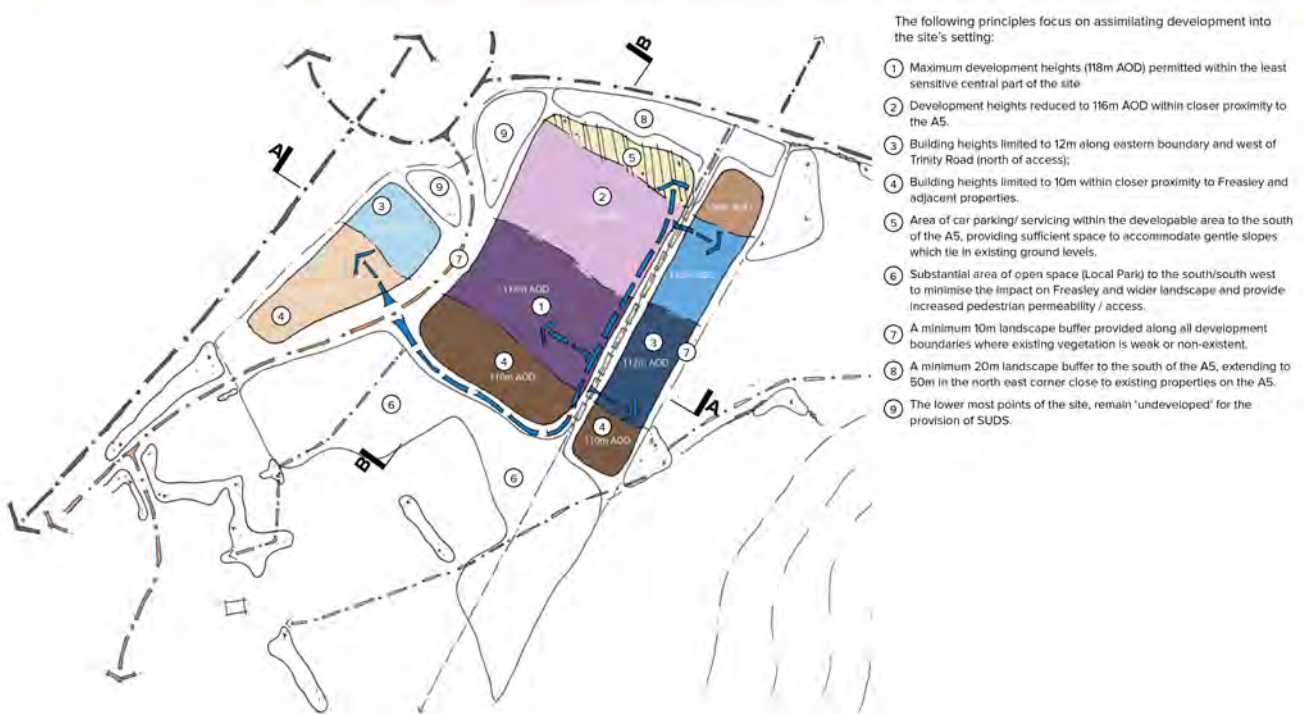 The following principles focus on assimilating development into
the site's setting:
1 Maximum development heights (118m AOD) permitted within the least
sensitive central part of the site
2 Development heights reduced to 116m AOD within closer proximity to
the A5.
3 Building heights limited to 12m along eastern boundary and west of
Trinity Road (north of access);
4 Building heights limited to 10m within closer proximity to Freasley and
adjacent properties.
5 Area of car parking/ servicing within the developable area to the south
of the A5, providing sufficient space to accommodate gentle slopes
which tie in existing ground levels.
6 Substantial area of open space (Local Park) to the south/south west
to minimise the impact on Freasley and wider landscape and provide
increased pedestrian permeability / access.
7 A minimum 10m landscape buffer provided along all development
boundaries where existing vegetation is weak or non-existent.
8 A minimum 20m landscape buffer to the south of the A5, extending to
50m in the north east corner close to existing properties on the A5.
9 The lower most points of the site, remain 'undeveloped' for the
provision of SUDS.
B
8
9
A
5
9
3
2
7
118m AOD
1
4
3
112m AOD
7
4
110m AOD
6
A
4
110m AOD
B
6